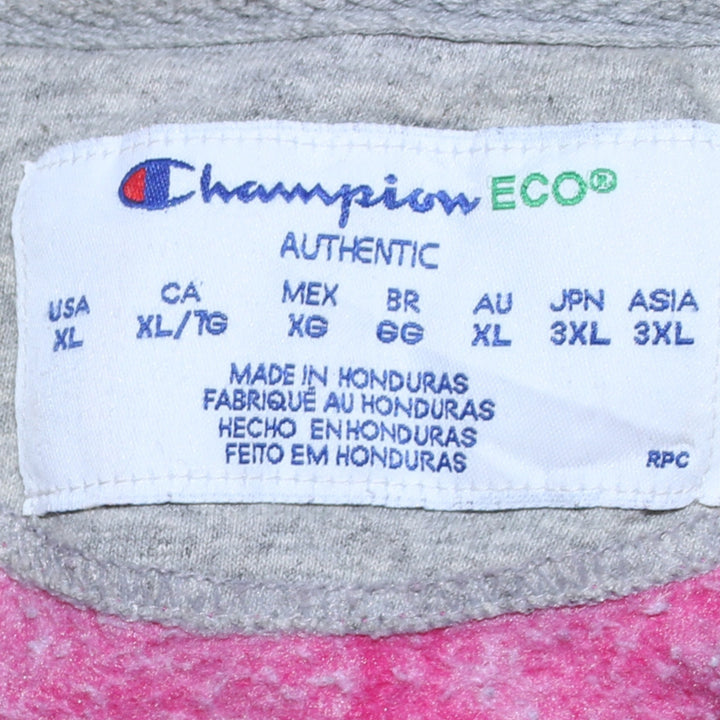 Champion ECO®
AUTHENTIC
USA CA MEX BR AU JPN ASIA
XL XL/TG XG GG XL 3XL 3XL
MADE IN HONDURAS
FABRIQUÉ AU HONDURAS
HECHO EN HONDURAS
FEITO EM HONDURAS
RPC